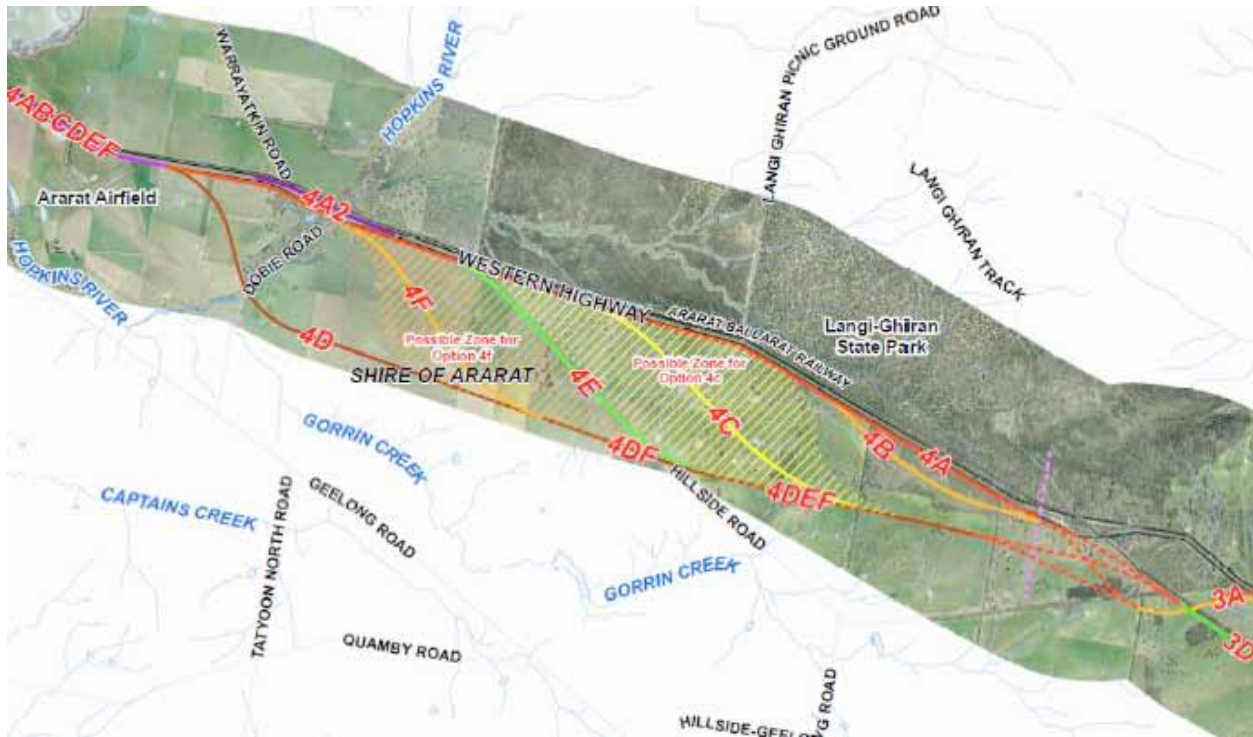 LANGI GHIRAN PICNIC GROUND ROAD
WARRAYATKIN ROAD
HOPKINS RIVER
4ABCDEF
Ararat Airfield
4A2
LANGI GHIRAN TRACK
DOBIE ROAD
HOPKINS RIVER
WESTERN HIGHWAY
ARARAT BALLARAT RAILWAY
Langi-Ghiran
State Park
4F
4D
Possible Zone for
Option 4f
Possible Zone for
Option 4c
SHIRE OF ARARAT
4E
4C
4B
4A
GORRIN CREEK
4DF
HILLSIDE ROAD
4DEF
CAPTAINS CREEK
GEELONG ROAD
TATYOON NORTH ROAD
GORRIN CREEK
3A
3D
QUAMBY ROAD